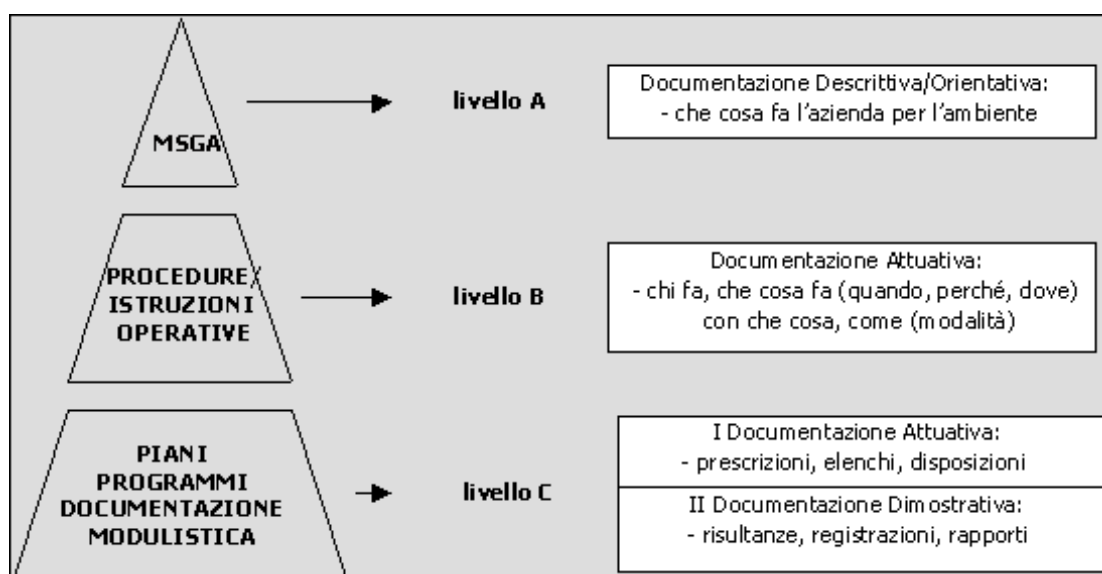 MSGA
livello A
Documentazione Descrittiva/Orientativa:
- che cosa fa l'azienda per l'ambiente
PROCEDURE/
ISTRUZIONI
OPERATIVE
livello B
Documentazione Attuativa:
- chi fa, che cosa fa (quando, perché, dove)
con che cosa, come (modalità)
PIANI
PROGRAMMI
DOCUMENTAZIONE
MODULISTICA
livello C
I Documentazione Attuativa:
- prescrizioni, elenchi, disposizioni
II Documentazione Dimostrativa:
- risultanze, registrazioni, rapporti